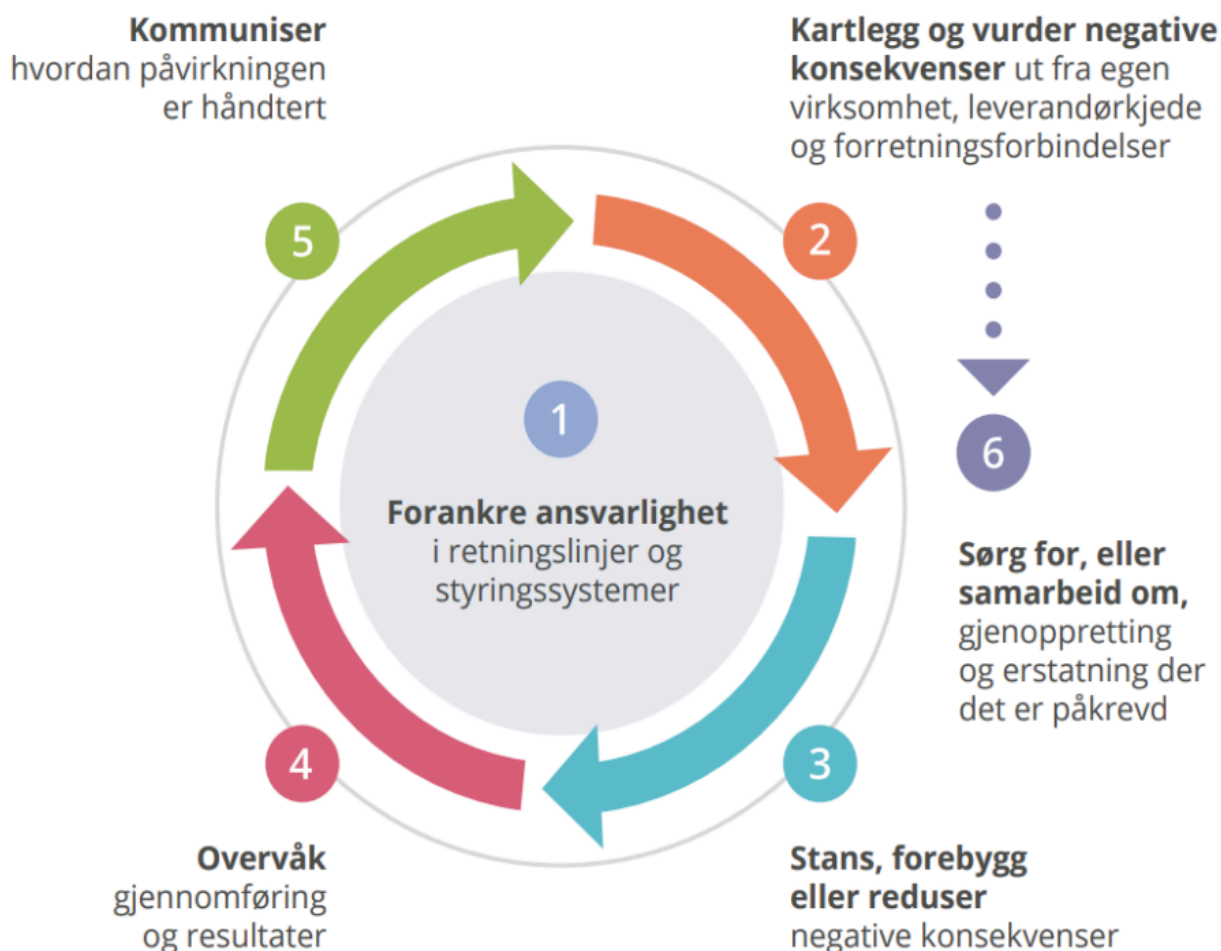 Kommuniser
hvordan påvirkningen
er håndtert
Kartlegg og vurder negative
konsekvenser ut fra egen
virksomhet, leverandørkjede
og forretningsforbindelser
5
2
1
Forankre ansvarlighet
i retningslinjer og
styringssystemer
6
Sørg for, eller
samarbeid om,
gjenoppretting
og erstatning der
det er påkrevd
4
3
Overvåk
gjennomføring
og resultater
Stans, forebygg
eller reduser
negative konsekvenser